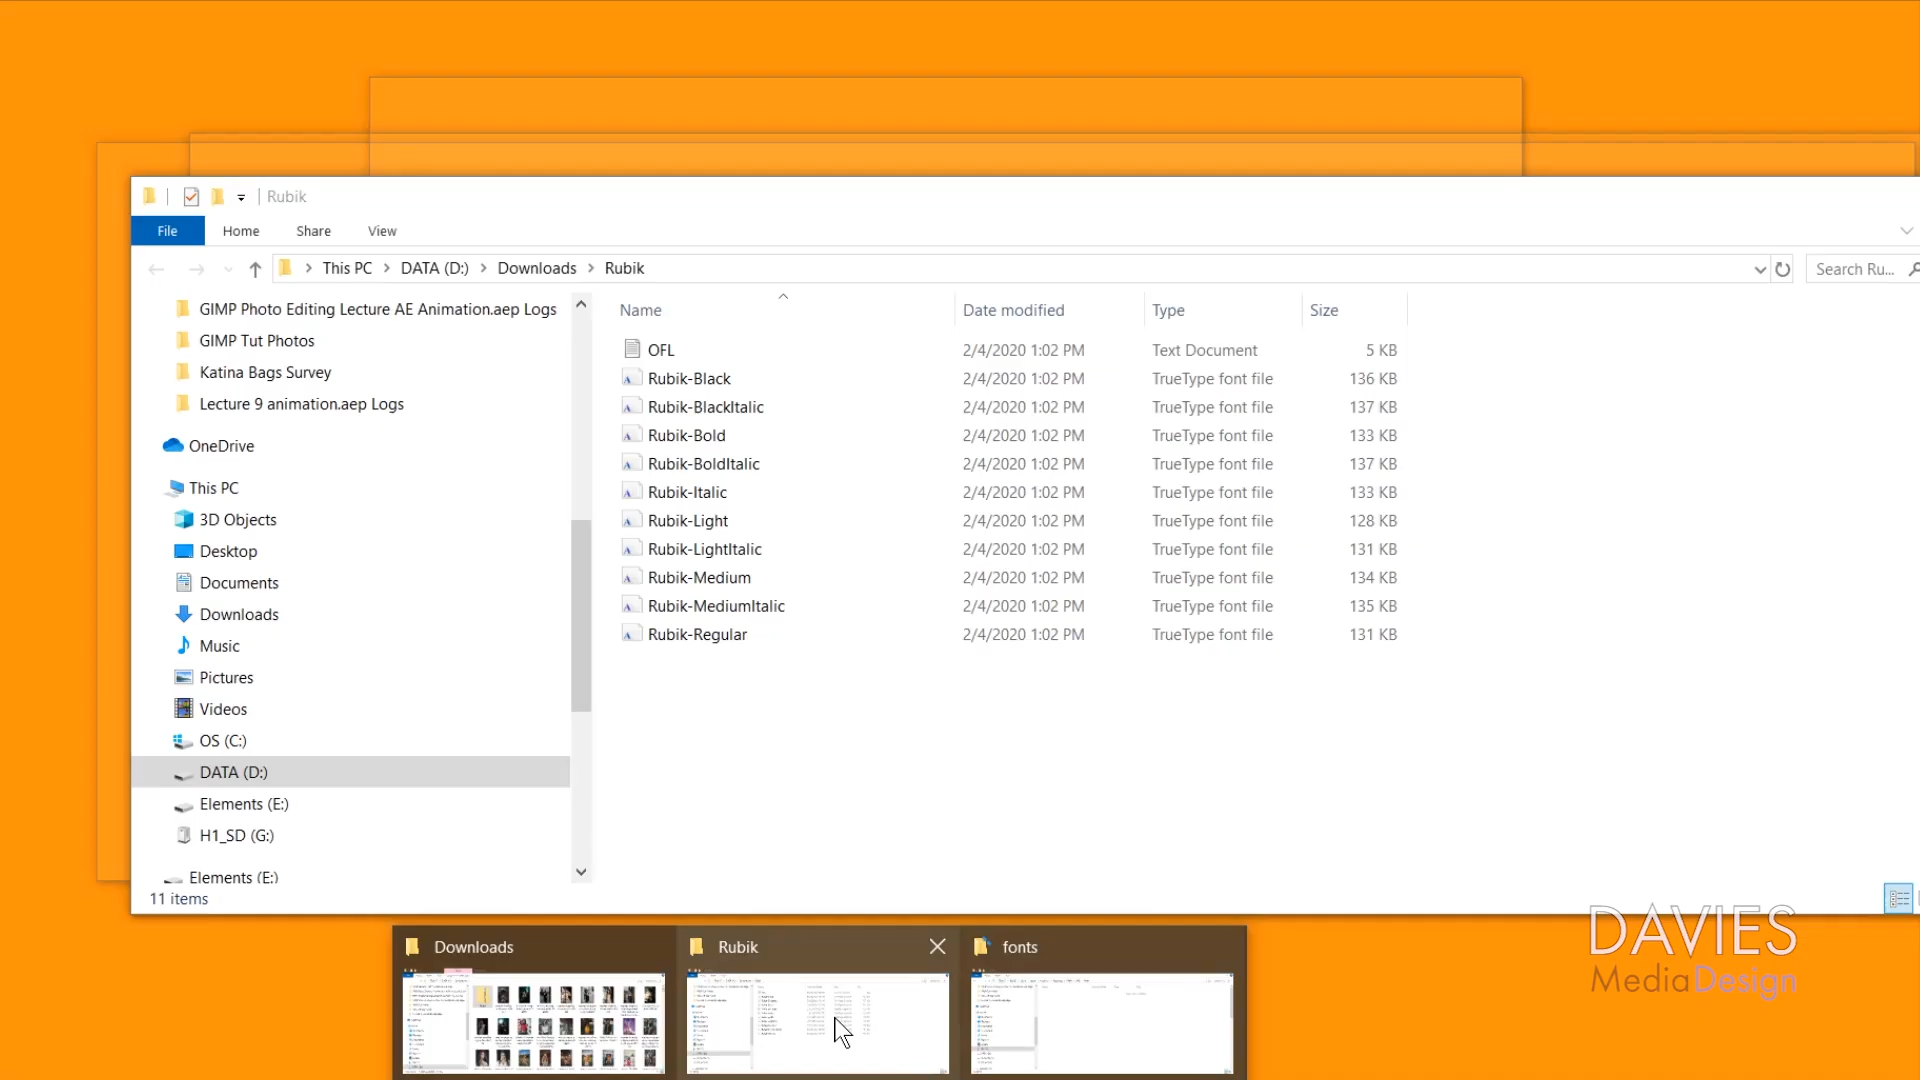 Rubik
File Home Share View
This PC DATA (D:) Downloads Rubik
Search Ru...
GIMP Photo Editing Lecture AE Animation.aep Logs
GIMP Tut Photos
Katina Bags Survey
Lecture 9 animation.aep Logs
OneDrive
This PC
3D Objects
Desktop
Documents
Downloads
Music
Pictures
Videos
OS (C:)
DATA (D:)
Elements (E:)
H1_SD (G:)
Elements (E:)
Name Date modified Type Size
OFL 2/4/2020 1:02 PM Text Document 5 KB
Rubik-Black 2/4/2020 1:02 PM TrueType font file 136 KB
Rubik-BlackItalic 2/4/2020 1:02 PM TrueType font file 137 KB
Rubik-Bold 2/4/2020 1:02 PM TrueType font file 133 KB
Rubik-BoldItalic 2/4/2020 1:02 PM TrueType font file 137 KB
Rubik-Italic 2/4/2020 1:02 PM TrueType font file 133 KB
Rubik-Light 2/4/2020 1:02 PM TrueType font file 128 KB
Rubik-LightItalic 2/4/2020 1:02 PM TrueType font file 131 KB
Rubik-Medium 2/4/2020 1:02 PM TrueType font file 134 KB
Rubik-MediumItalic 2/4/2020 1:02 PM TrueType font file 135 KB
Rubik-Regular 2/4/2020 1:02 PM TrueType font file 131 KB
11 items
Downloads Rubik fonts
DAVIES
MediaDesign